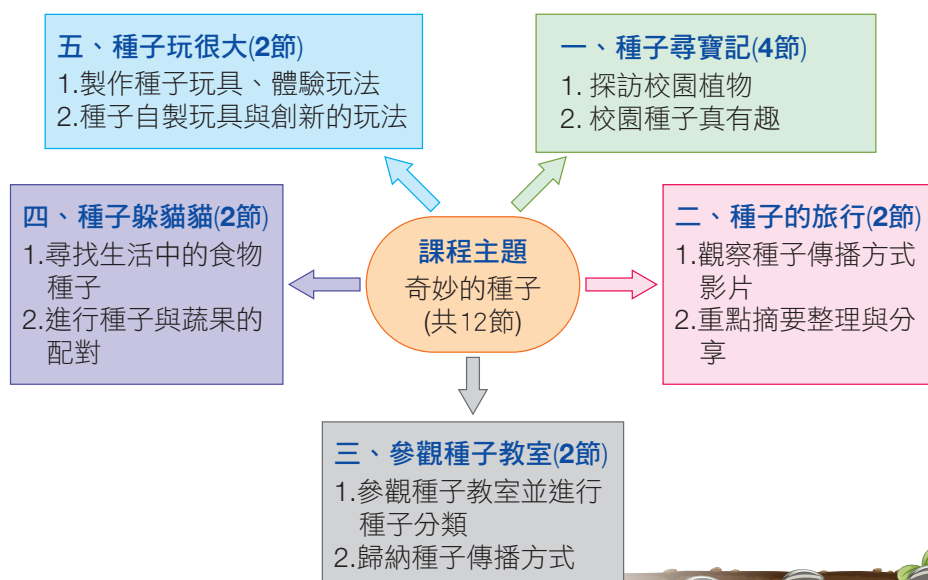 課程主題
奇妙的種子
(共12節)
一、種子尋寶記(4節)
1. 探訪校園植物
2. 校園種子真有趣
二、種子的旅行(2節)
1.觀察種子傳播方式
影片
2.重點摘要整理與分
享
三、參觀種子教室(2節)
1.參觀種子教室並進行
種子分類
2.歸納種子傳播方式
四、種子躲貓貓(2節)
1.尋找生活中的食物
種子
2.進行種子與蔬果的
配對
五、種子玩很大(2節)
1.製作種子玩具、體驗玩法
2.種子自製玩具與創新的玩法